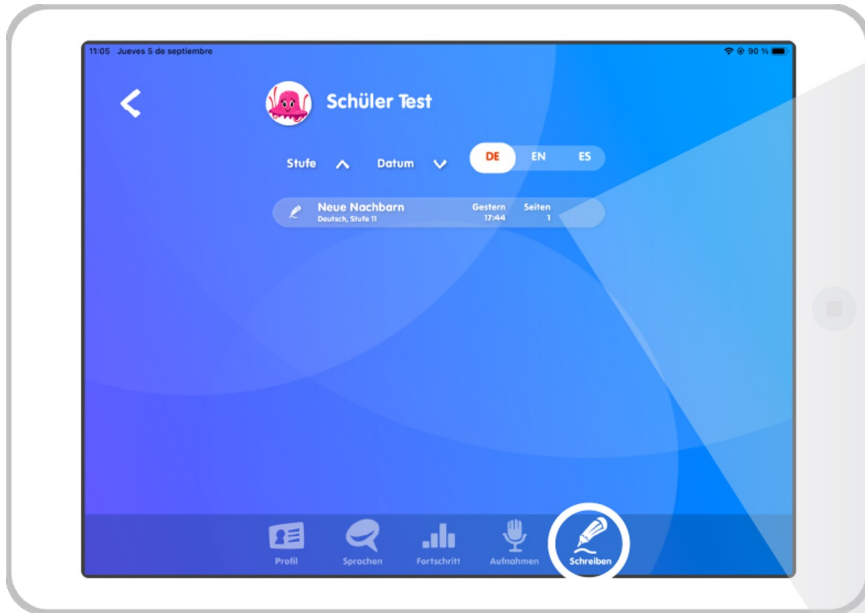 11:05 Jueves 5 de septiembre 90 %
Schüler Test
Stufe Datum DE EN ES
Neue Nachbarn Gestern Seiten
Deutsch, Stufe 11 17:44 1
Profil Sprachen Fortschritt Aufnahmen Schreiben